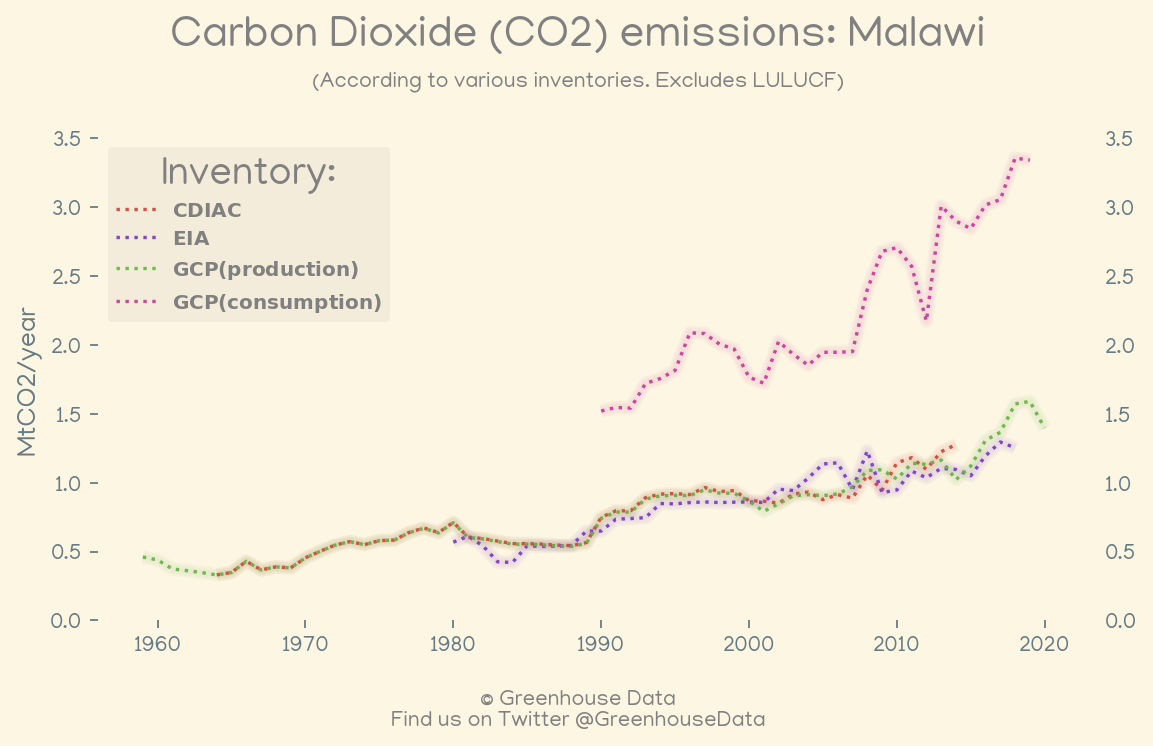 Carbon Dioxide (CO2) emissions: Malawi
(According to various inventories. Excludes LULUCF)
3.5
3.0
2.5
2.0
1.5
1.0
0.5
0.0
MtCO2/year
Inventory:
CDIAC
EIA
GCP(production)
GCP(consumption)
3.5
3.0
2.5
2.0
1.5
1.0
0.5
0.0
1960 1970 1980 1990 2000 2010 2020
© Greenhouse Data
Find us on Twitter @GreenhouseData